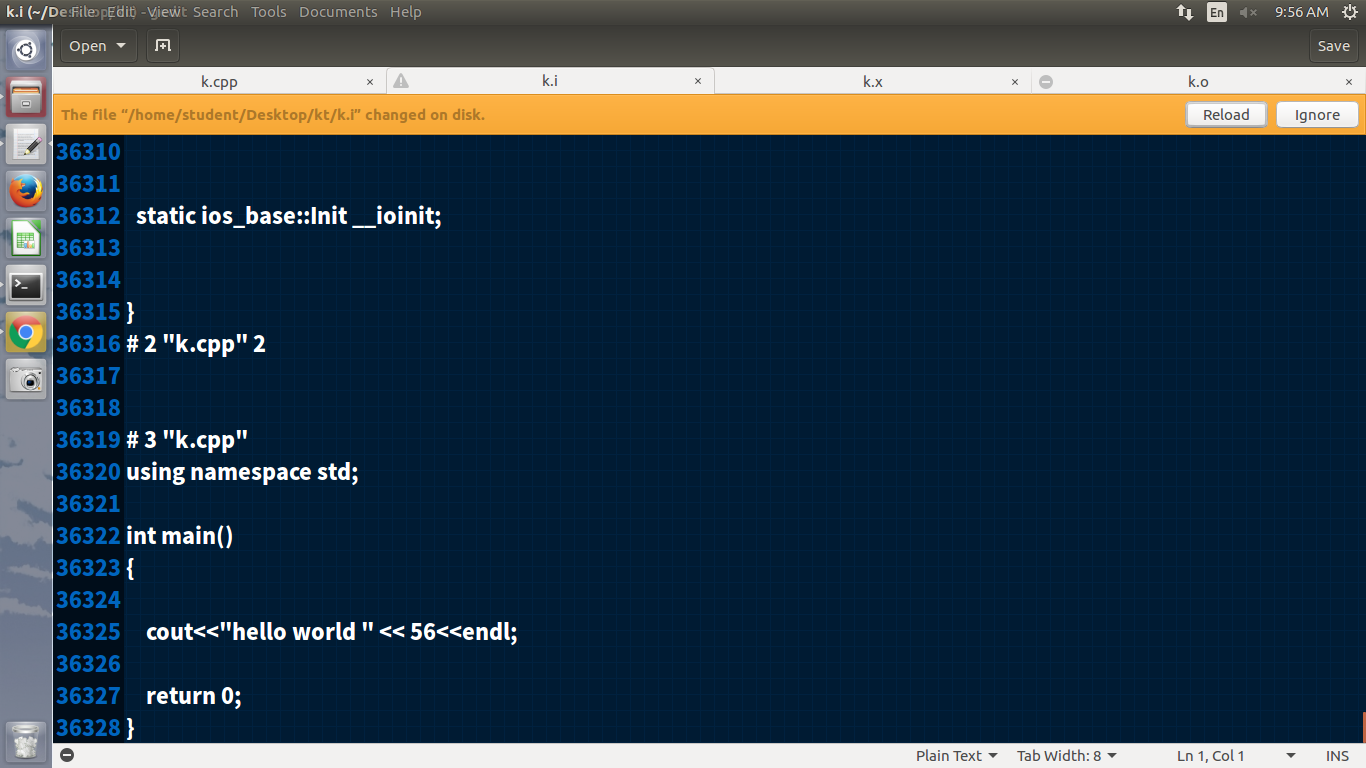 k.i (~/De File Edit View Search Tools Documents Help En 9:56 AM
Open Save
k.cpp k.i k.x k.o
The file “/home/student/Desktop/kt/k.i” changed on disk. Reload Ignore
36310
36311
36312 static ios_base::Init __ioinit;
36313
36314
36315 }
36316 # 2 "k.cpp" 2
36317
36318
36319 # 3 "k.cpp"
36320 using namespace std;
36321
36322 int main()
36323 {
36324
36325 cout<<"hello world " << 56<<endl;
36326
36327 return 0;
36328 }
Plain Text Tab Width: 8 Ln 1, Col 1 INS